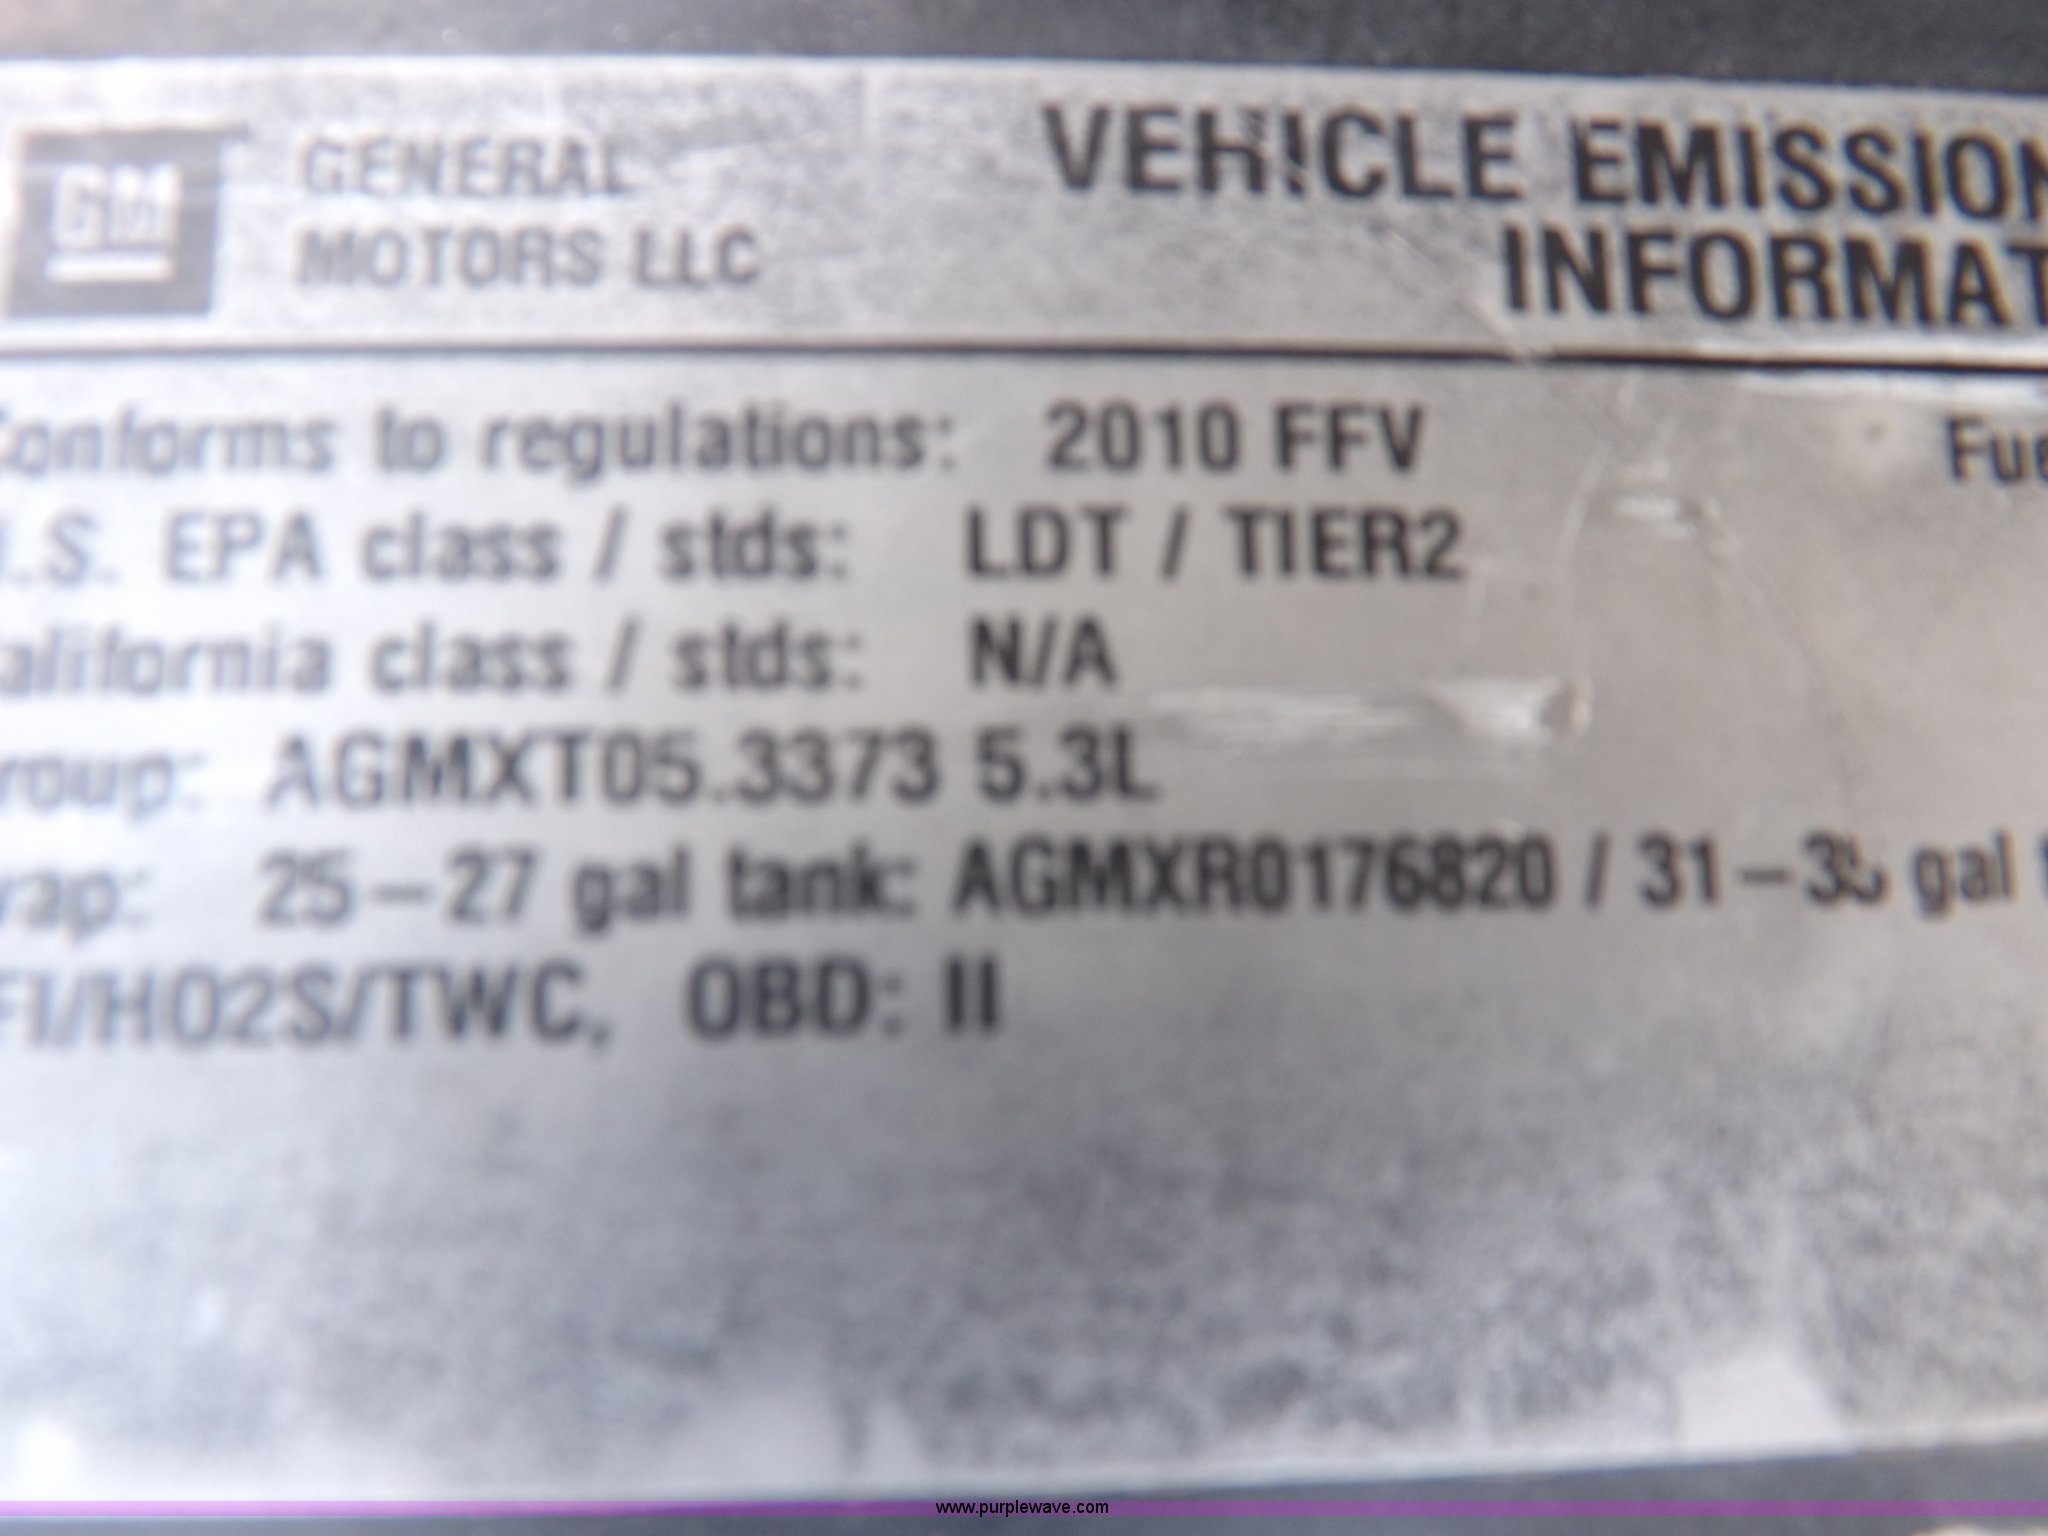 GM GENERAL MOTORS LLC
VEHICLE EMISSION
INFORMAT
Conforms to regulations: 2010 FFV
Fue
.S. EPA class / stds: LDT / TIER2
alifornia class / stds: N/A
roup: AGMXT05.3373 5.3L
rap: 25-27 gal tank: AGMXR0176820 / gal
FI/HO2S/TWC, OBD: II
www.purplewave.com